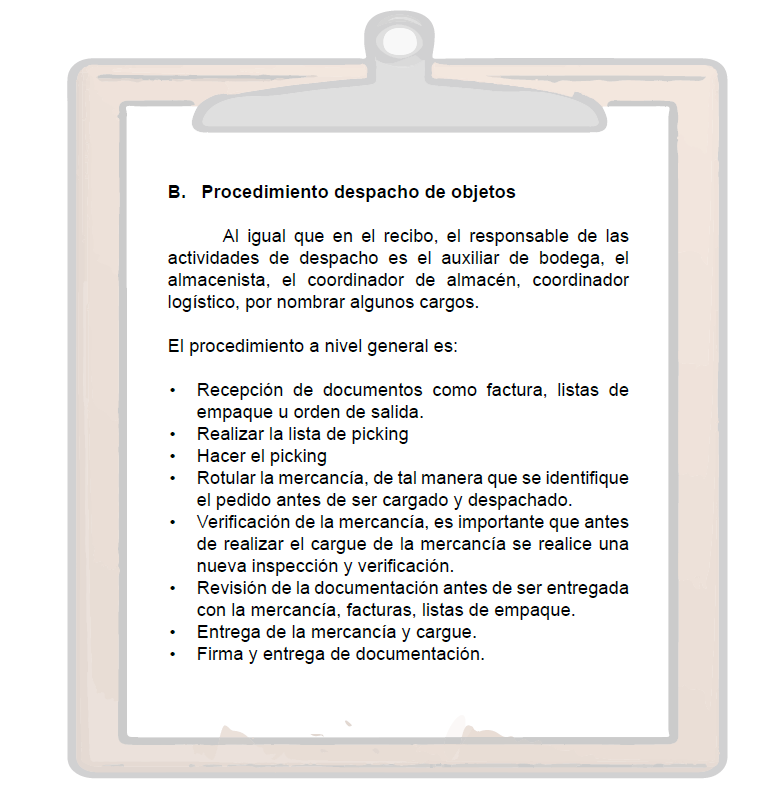 B. Procedimiento despacho de objetos
Al igual que en el recibo, el responsable de las
actividades de despacho es el auxiliar de bodega, el
almacenista, el coordinador de almacén, coordinador
logístico, por nombrar algunos cargos.
El procedimiento a nivel general es:
• Recepción de documentos como factura, listas de
empaque u orden de salida.
• Realizar la lista de picking
• Hacer el picking
• Rotular la mercancía, de tal manera que se identifique
el pedido antes de ser cargado y despachado.
• Verificación de la mercancía, es importante que antes
de realizar el cargue de la mercancía se realice una
nueva inspección y verificación.
• Revisión de la documentación antes de ser entregada
con la mercancía, facturas, listas de empaque.
• Entrega de la mercancía y cargue.
• Firma y entrega de documentación.